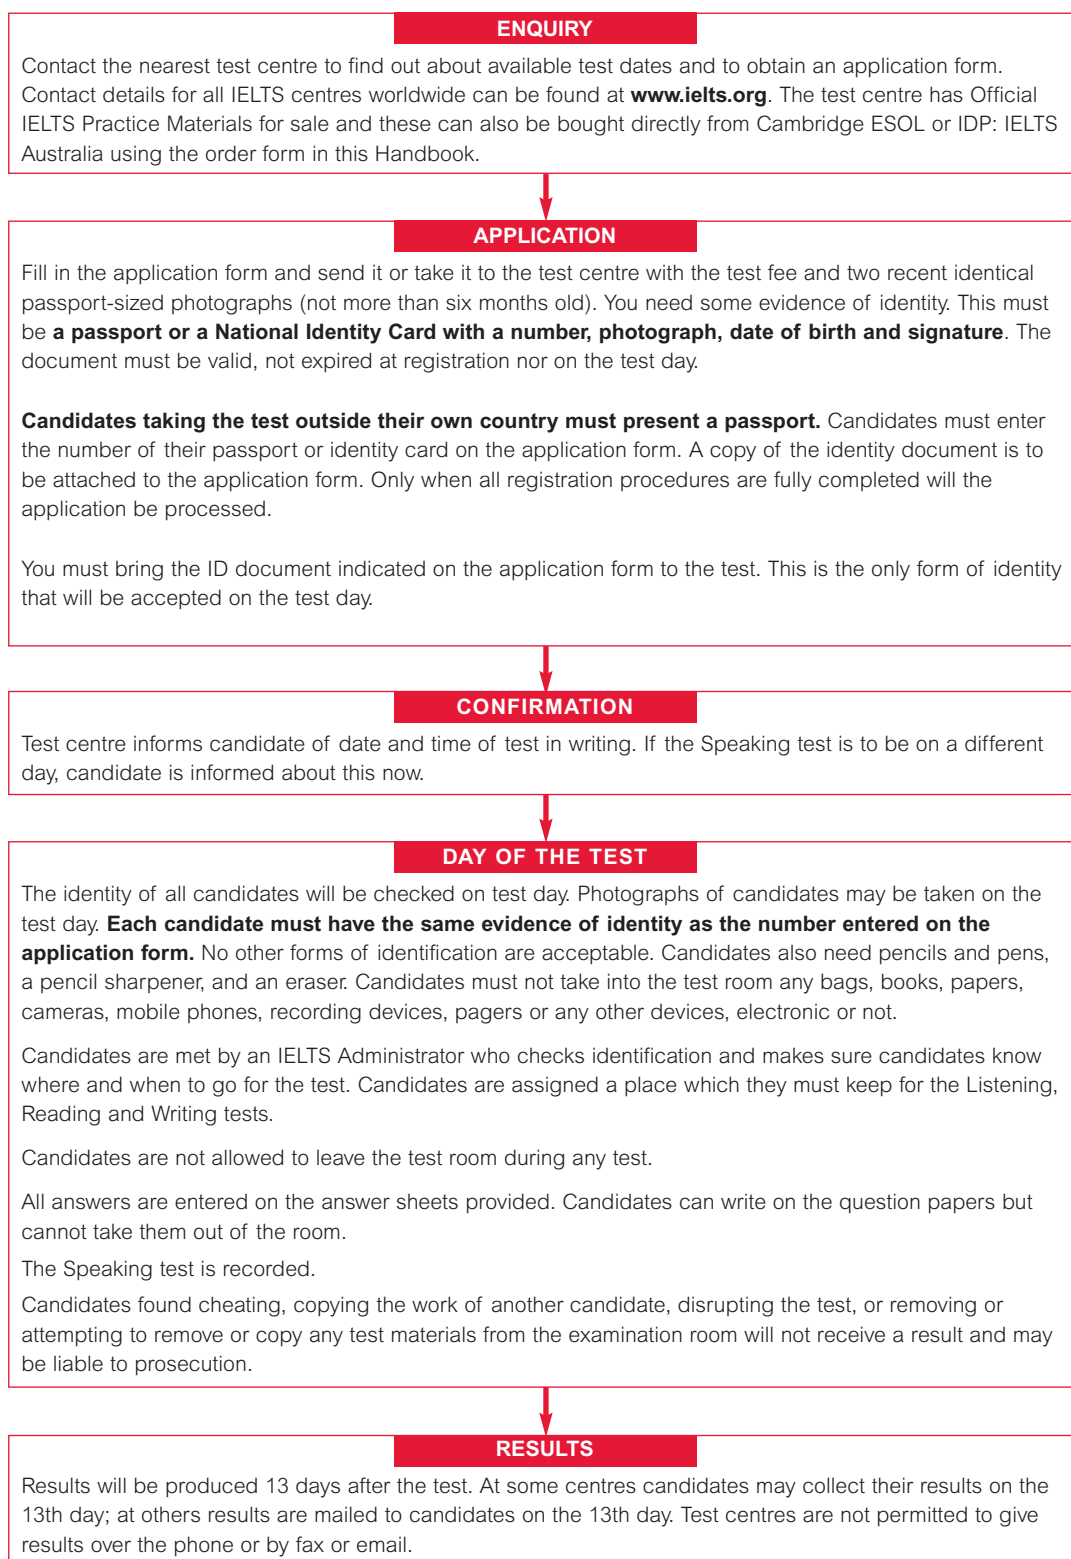 ENQUIRY
Contact the nearest test centre to find out about available test dates and to obtain an application form.
Contact details for all IELTS centres worldwide can be found at www.ielts.org. The test centre has Official
IELTS Practice Materials for sale and these can also be bought directly from Cambridge ESOL or IDP: IELTS
Australia using the order form in this Handbook.
APPLICATION
Fill in the application form and send it or take it to the test centre with the test fee and two recent identical
passport-sized photographs (not more than six months old). You need some evidence of identity. This must
be a passport or a National Identity Card with a number, photograph, date of birth and signature. The
document must be valid, not expired at registration nor on the test day.
Candidates taking the test outside their own country must present a passport. Candidates must enter
the number of their passport or identity card on the application form. A copy of the identity document is to
be attached to the application form. Only when all registration procedures are fully completed will the
application be processed.
You must bring the ID document indicated on the application form to the test. This is the only form of identity
that will be accepted on the test day.
CONFIRMATION
Test centre informs candidate of date and time of test in writing. If the Speaking test is to be on a different
day, candidate is informed about this now.
DAY OF THE TEST
The identity of all candidates will be checked on test day. Photographs of candidates may be taken on the
test day. Each candidate must have the same evidence of identity as the number entered on the
application form. No other forms of identification are acceptable. Candidates also need pencils and pens,
a pencil sharpener, and an eraser. Candidates must not take into the test room any bags, books, papers,
cameras, mobile phones, recording devices, pagers or any other devices, electronic or not.
Candidates are met by an IELTS Administrator who checks identification and makes sure candidates know
where and when to go for the test. Candidates are assigned a place which they must keep for the Listening,
Reading and Writing tests.
Candidates are not allowed to leave the test room during any test.
All answers are entered on the answer sheets provided. Candidates can write on the question papers but
cannot take them out of the room.
The Speaking test is recorded.
Candidates found cheating, copying the work of another candidate, disrupting the test, or removing or
attempting to remove or copy any test materials from the examination room will not receive a result and may
be liable to prosecution.
RESULTS
Results will be produced 13 days after the test. At some centres candidates may collect their results on the
13th day; at others results are mailed to candidates on the 13th day. Test centres are not permitted to give
results over the phone or by fax or email.